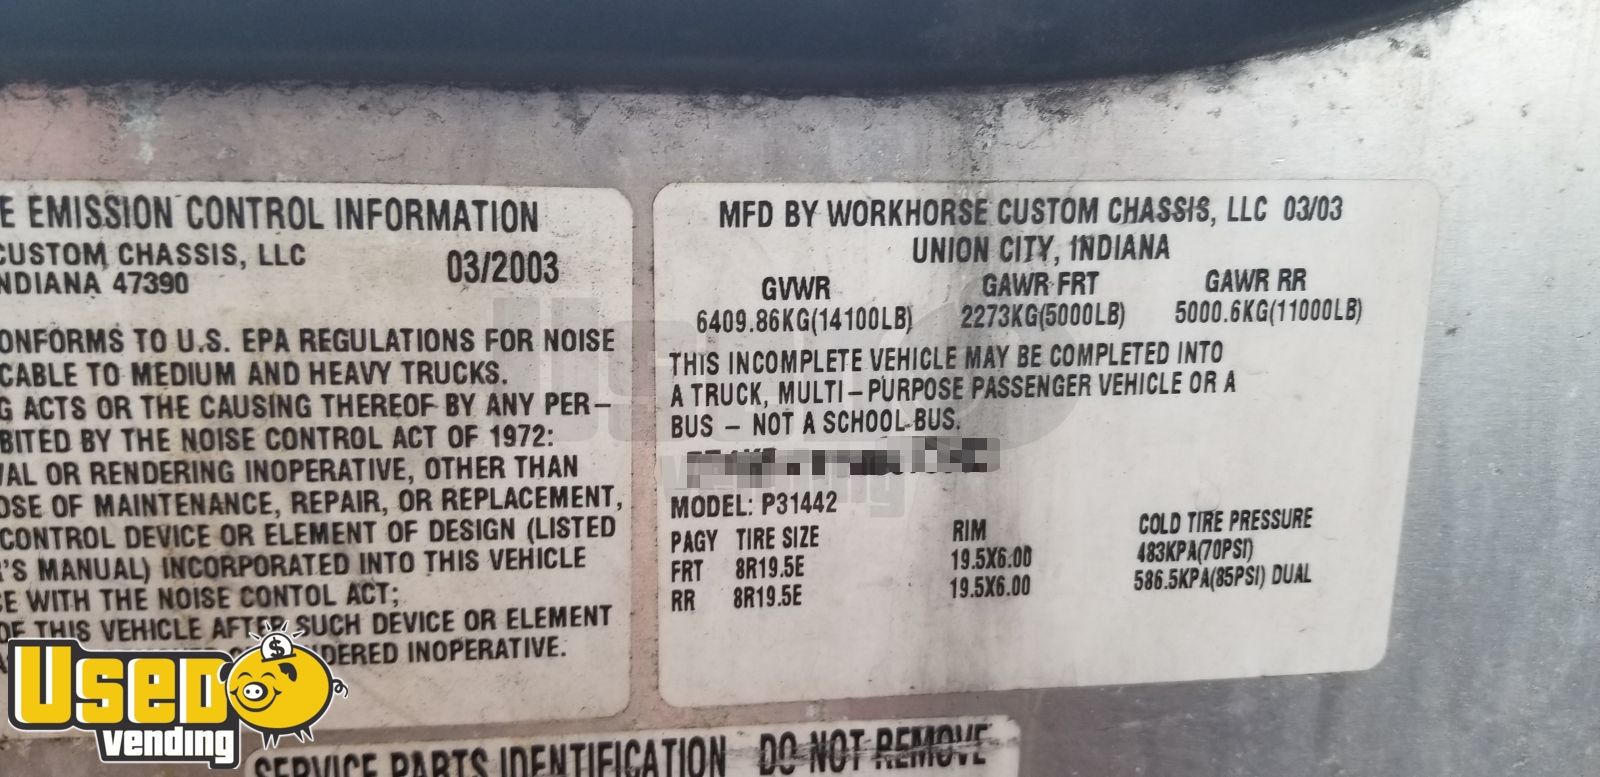 E EMISSION CONTROL INFORMATION
CUSTOM CHASSIS, LLC 03/2003
NDIANA 47390
ONFORMS TO U.S. EPA REGULATIONS FOR NOISE
CABLE TO MEDIUM AND HEAVY TRUCKS.
G ACTS OR THE CAUSING THEREOF BY ANY PER-
BITED BY THE NOISE CONTROL ACT OF 1972:
VAL OR RENDERING INOPERATIVE, OTHER THAN
OSE OF MAINTENANCE, REPAIR, OR REPLACEMENT,
CONTROL DEVICE OR ELEMENT OF DESIGN (LISTED
'S MANUAL) INCORPORATED INTO THIS VEHICLE
CE WITH THE NOISE CONTOL ACT;
OF THIS VEHICLE AFTER SUCH DEVICE OR ELEMENT
DERED INOPERATIVE.
MFD BY WORKHORSE CUSTOM CHASSIS, LLC 03/03
UNION CITY, INDIANA
GVWR GAWR FRT GAWR RR
6409.86KG(14100LB) 2273KG(5000LB) 5000.6KG(11000LB)
THIS INCOMPLETE VEHICLE MAY BE COMPLETED INTO
A TRUCK, MULTI-PURPOSE PASSENGER VEHICLE OR A
BUS - NOT A SCHOOL BUS.
MODEL: P31442
PAGY TIRE SIZE RIM COLD TIRE PRESSURE
FRT 8R19.5E 19.5X6.00 483KPA(70PSI)
RR 8R19.5E 19.5X6.00 586.5KPA(85PSI) DUAL
SERVICE PARTS IDENTIFICATION DO NOT REMOVE
USED
vending